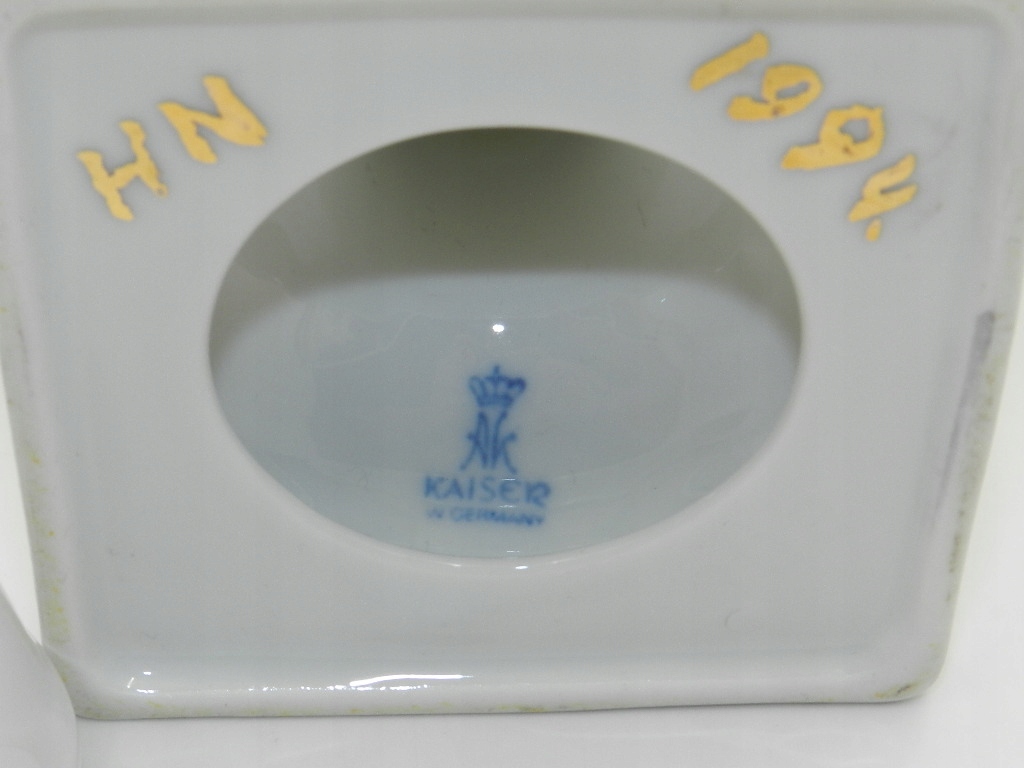 HN 1994.
AK
KAISER
W. GERMANY